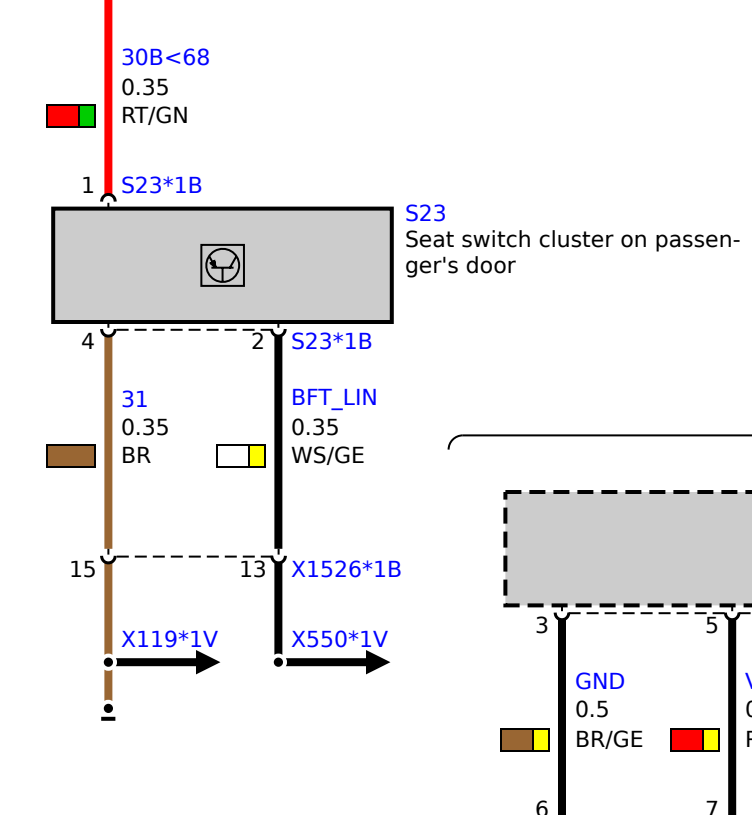 30B<68
0.35
RT/GN
1 S23*1B
S23
Seat switch cluster on passen-
ger's door
4 2 S23*1B
31 BFT_LIN
0.35 0.35
BR WS/GE
15 13 X1526*1B
X119*1V X550*1V
3 5
GND
0.5
BR/GE
6 7